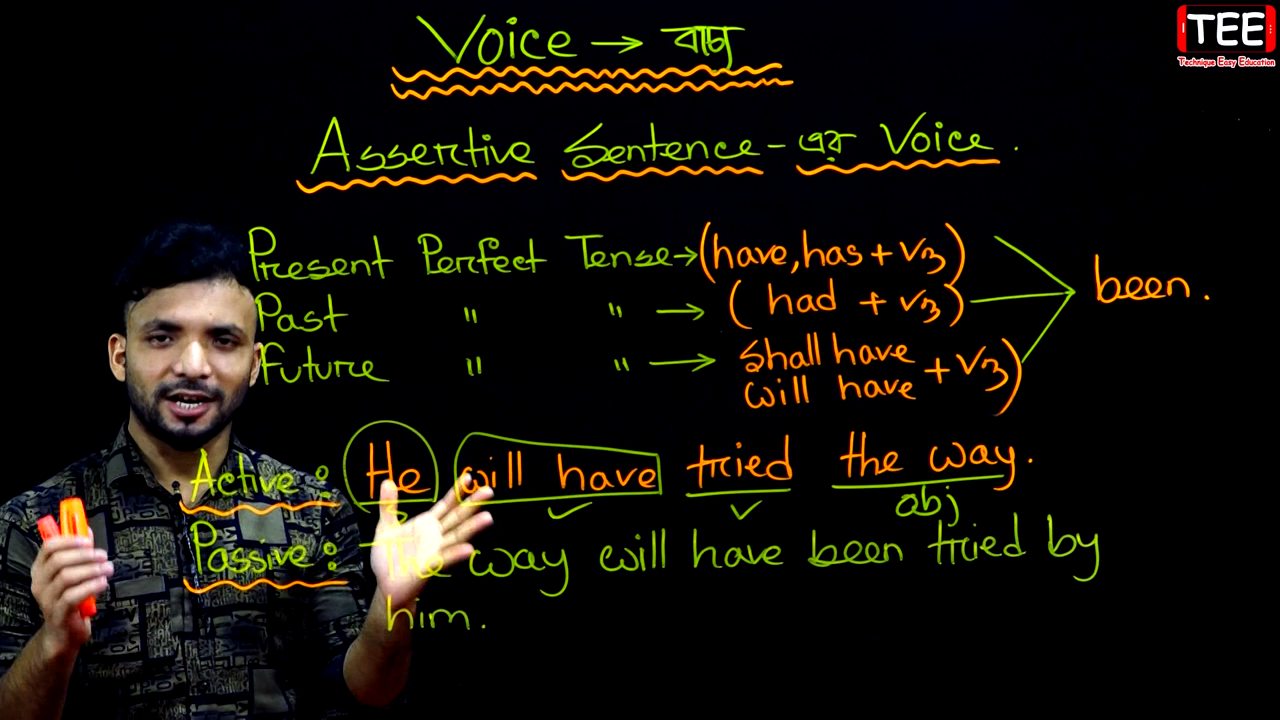 Voice → বাচ্য
TEE
Technique Easy Education
Assertive Sentence - এর Voice.
Present Perfect Tense → (have, has + V3)
Past " " → (had + V3)
been.
Future " " → shall have
will have + V3)
Active : He will have tried the way.
obj
Passive : The way will have been tried by
him.